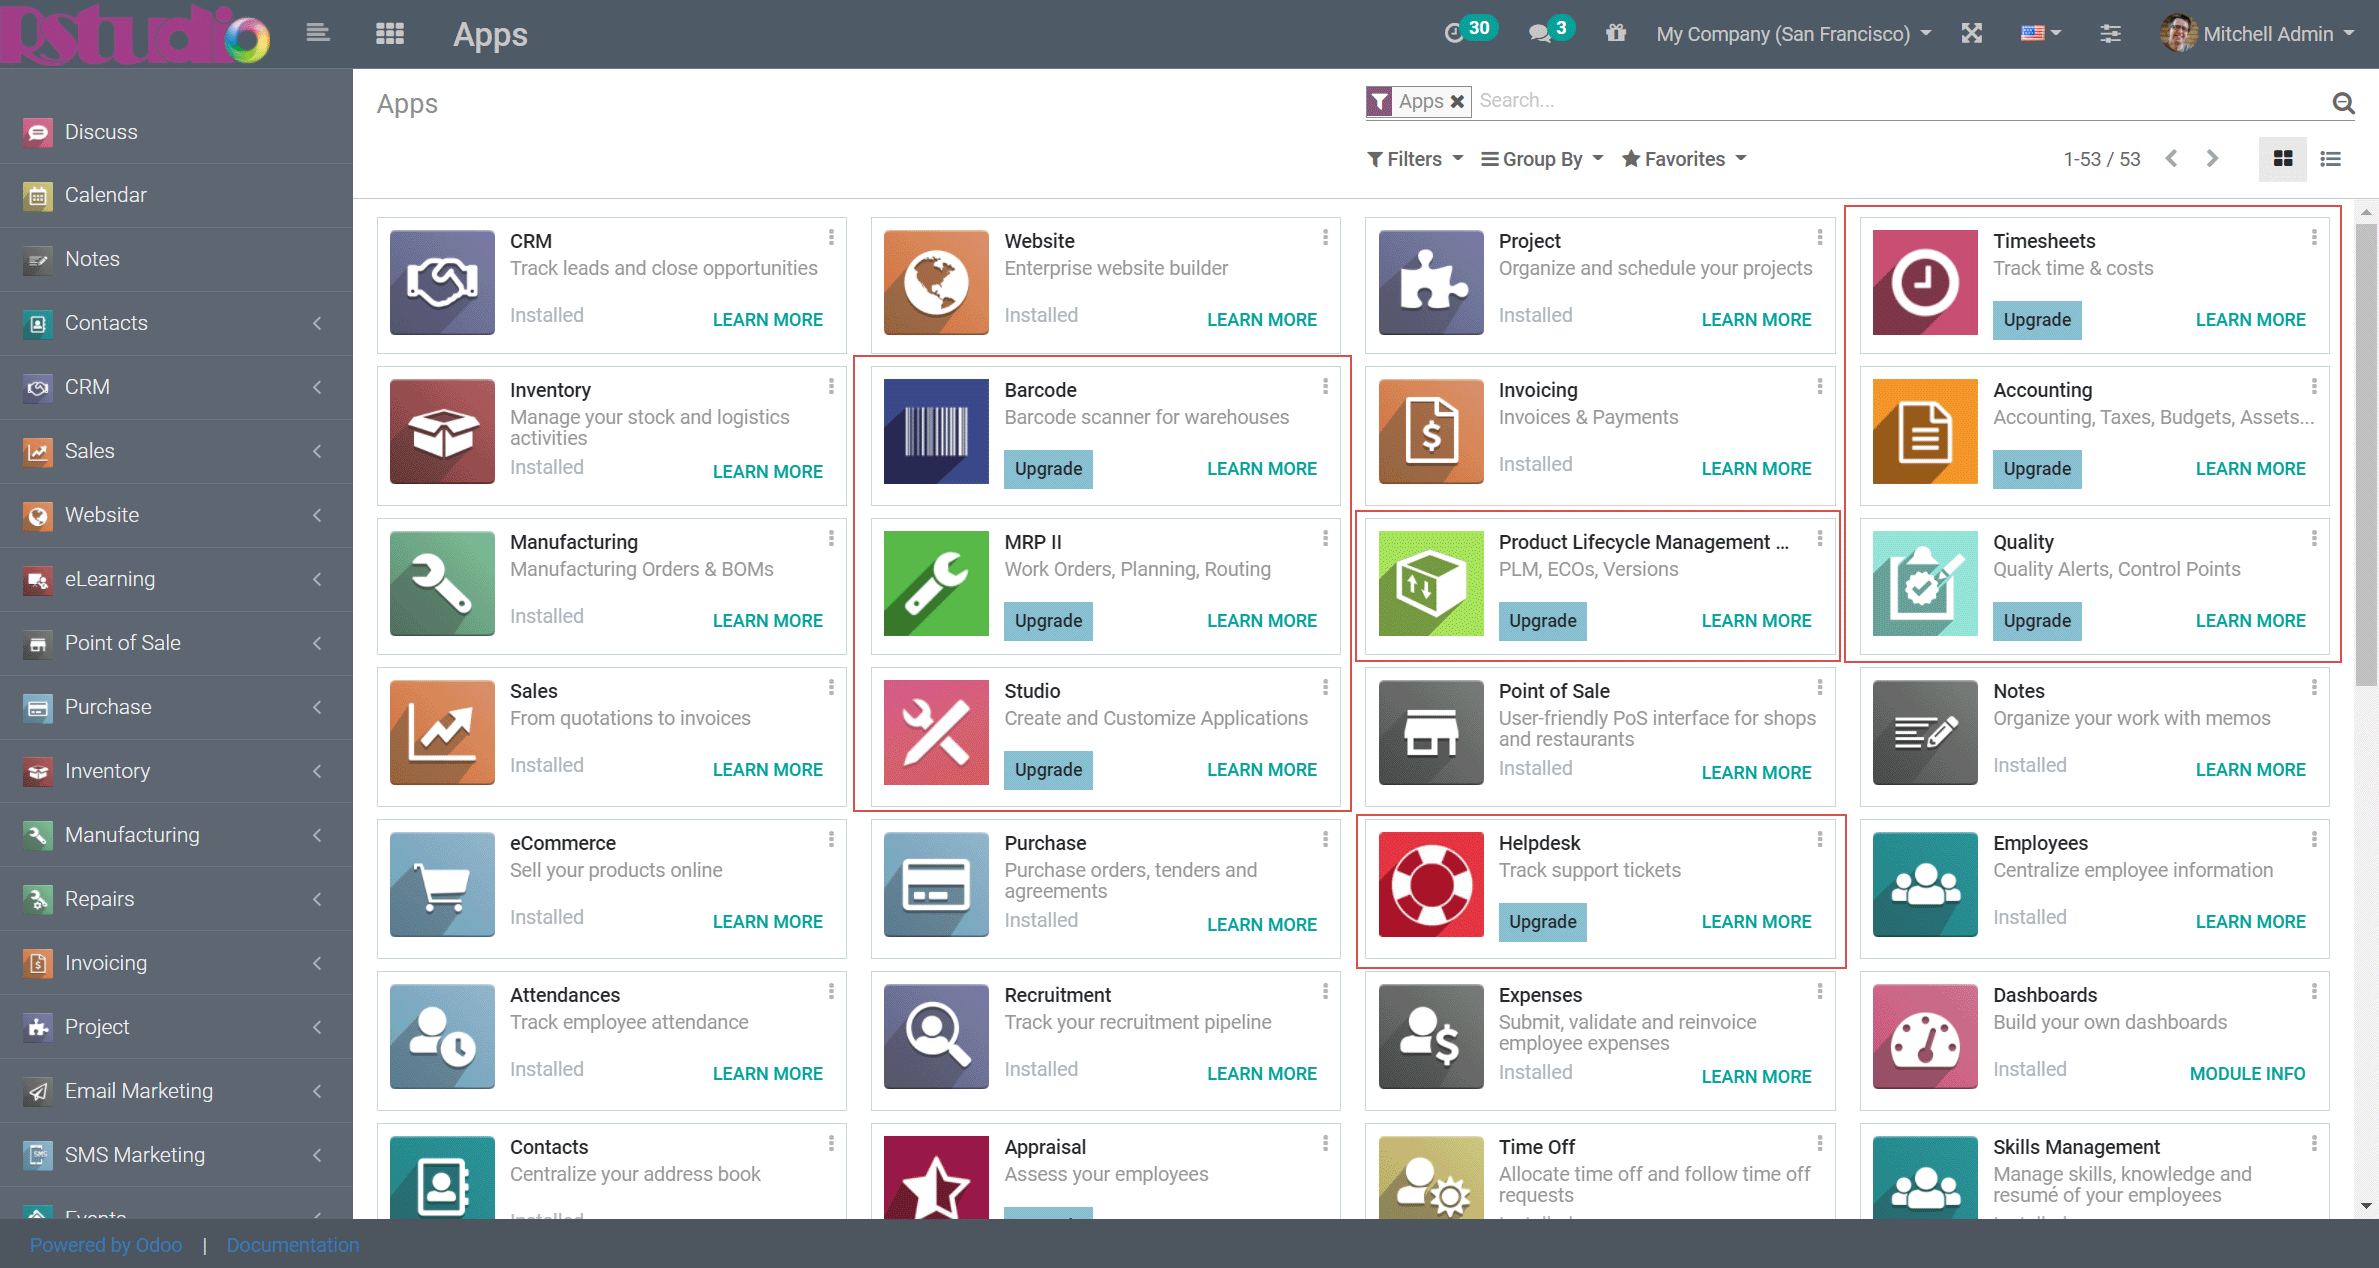 RStudio
Apps
30
3
My Company (San Francisco)
Mitchell Admin
Discuss
Calendar
Notes
Contacts
CRM
Sales
Website
eLearning
Point of Sale
Purchase
Inventory
Manufacturing
Repairs
Invoicing
Project
Email Marketing
SMS Marketing
Events
Apps
Apps
Search...
Filters
Group By
Favorites
1-53 / 53
CRM
Track leads and close opportunities
Installed
LEARN MORE
Website
Enterprise website builder
Installed
LEARN MORE
Project
Organize and schedule your projects
Installed
LEARN MORE
Timesheets
Track time & costs
Upgrade
LEARN MORE
Inventory
Manage your stock and logistics
activities
Installed
LEARN MORE
Barcode
Barcode scanner for warehouses
Upgrade
LEARN MORE
Invoicing
Invoices & Payments
Installed
LEARN MORE
Accounting
Accounting, Taxes, Budgets, Assets...
Upgrade
LEARN MORE
Manufacturing
Manufacturing Orders & BOMs
Installed
LEARN MORE
MRP II
Work Orders, Planning, Routing
Upgrade
LEARN MORE
Product Lifecycle Management ...
PLM, ECOs, Versions
Upgrade
LEARN MORE
Quality
Quality Alerts, Control Points
Upgrade
LEARN MORE
Sales
From quotations to invoices
Installed
LEARN MORE
Studio
Create and Customize Applications
Upgrade
LEARN MORE
Point of Sale
User-friendly PoS interface for shops
and restaurants
Installed
LEARN MORE
Notes
Organize your work with memos
Installed
LEARN MORE
eCommerce
Sell your products online
Installed
LEARN MORE
Purchase
Purchase orders, tenders and
agreements
Installed
LEARN MORE
Helpdesk
Track support tickets
Upgrade
LEARN MORE
Employees
Centralize employee information
Installed
LEARN MORE
Attendances
Track employee attendance
Installed
LEARN MORE
Recruitment
Track your recruitment pipeline
Installed
LEARN MORE
Expenses
Submit, validate and reinvoice
employee expenses
Installed
LEARN MORE
Dashboards
Build your own dashboards
Installed
MODULE INFO
Contacts
Centralize your address book
Appraisal
Assess your employees
Time Off
Allocate time off and follow time off
requests
Skills Management
Manage skills, knowledge and
resumé of your employees
Powered by Odoo | Documentation